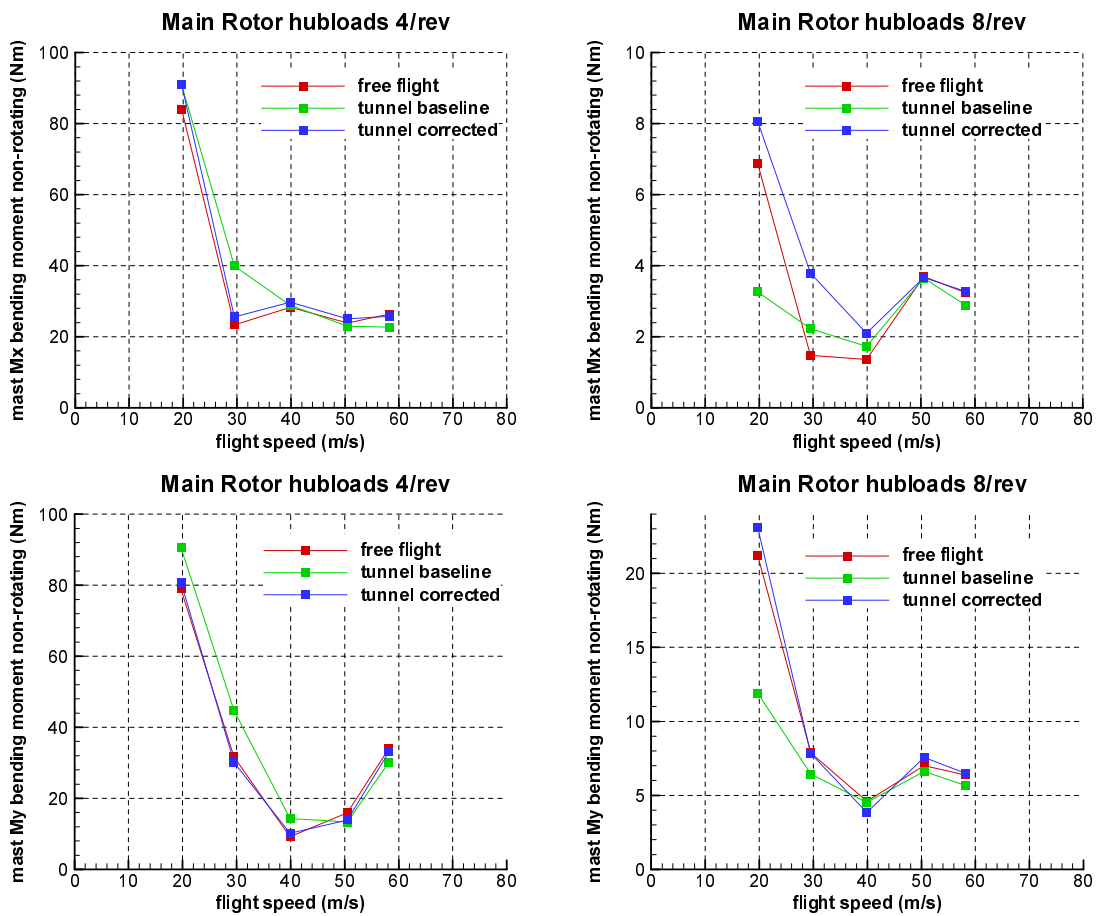 Main Rotor hubloads 4/rev
mast Mx bending moment non-rotating (Nm)
100
80
60
40
20
0
free flight
tunnel baseline
tunnel corrected
0 10 20 30 40 50 60 70 80
flight speed (m/s)
Main Rotor hubloads 8/rev
mast Mx bending moment non-rotating (Nm)
10
8
6
4
2
0
free flight
tunnel baseline
tunnel corrected
0 10 20 30 40 50 60 70 80
flight speed (m/s)
Main Rotor hubloads 4/rev
mast My bending moment non-rotating (Nm)
100
80
60
40
20
0
free flight
tunnel baseline
tunnel corrected
0 10 20 30 40 50 60 70 80
flight speed (m/s)
Main Rotor hubloads 8/rev
mast My bending moment non-rotating (Nm)
20
15
10
5
0
free flight
tunnel baseline
tunnel corrected
0 10 20 30 40 50 60 70 80
flight speed (m/s)